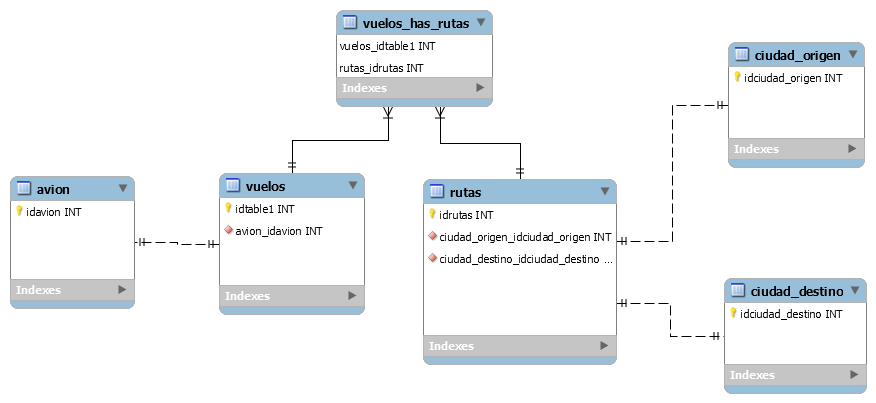 vuelos_has_rutas
vuelos_idtable1 INT
rutas_idrutas INT
Indexes
ciudad_origen
idciudad_origen INT
Indexes
avion
idavion INT
Indexes
vuelos
idtable1 INT
avion_idavion INT
Indexes
rutas
idrutas INT
ciudad_origen_idciudad_origen INT
ciudad_destino_idciudad_destino ...
Indexes
ciudad_destino
idciudad_destino INT
Indexes